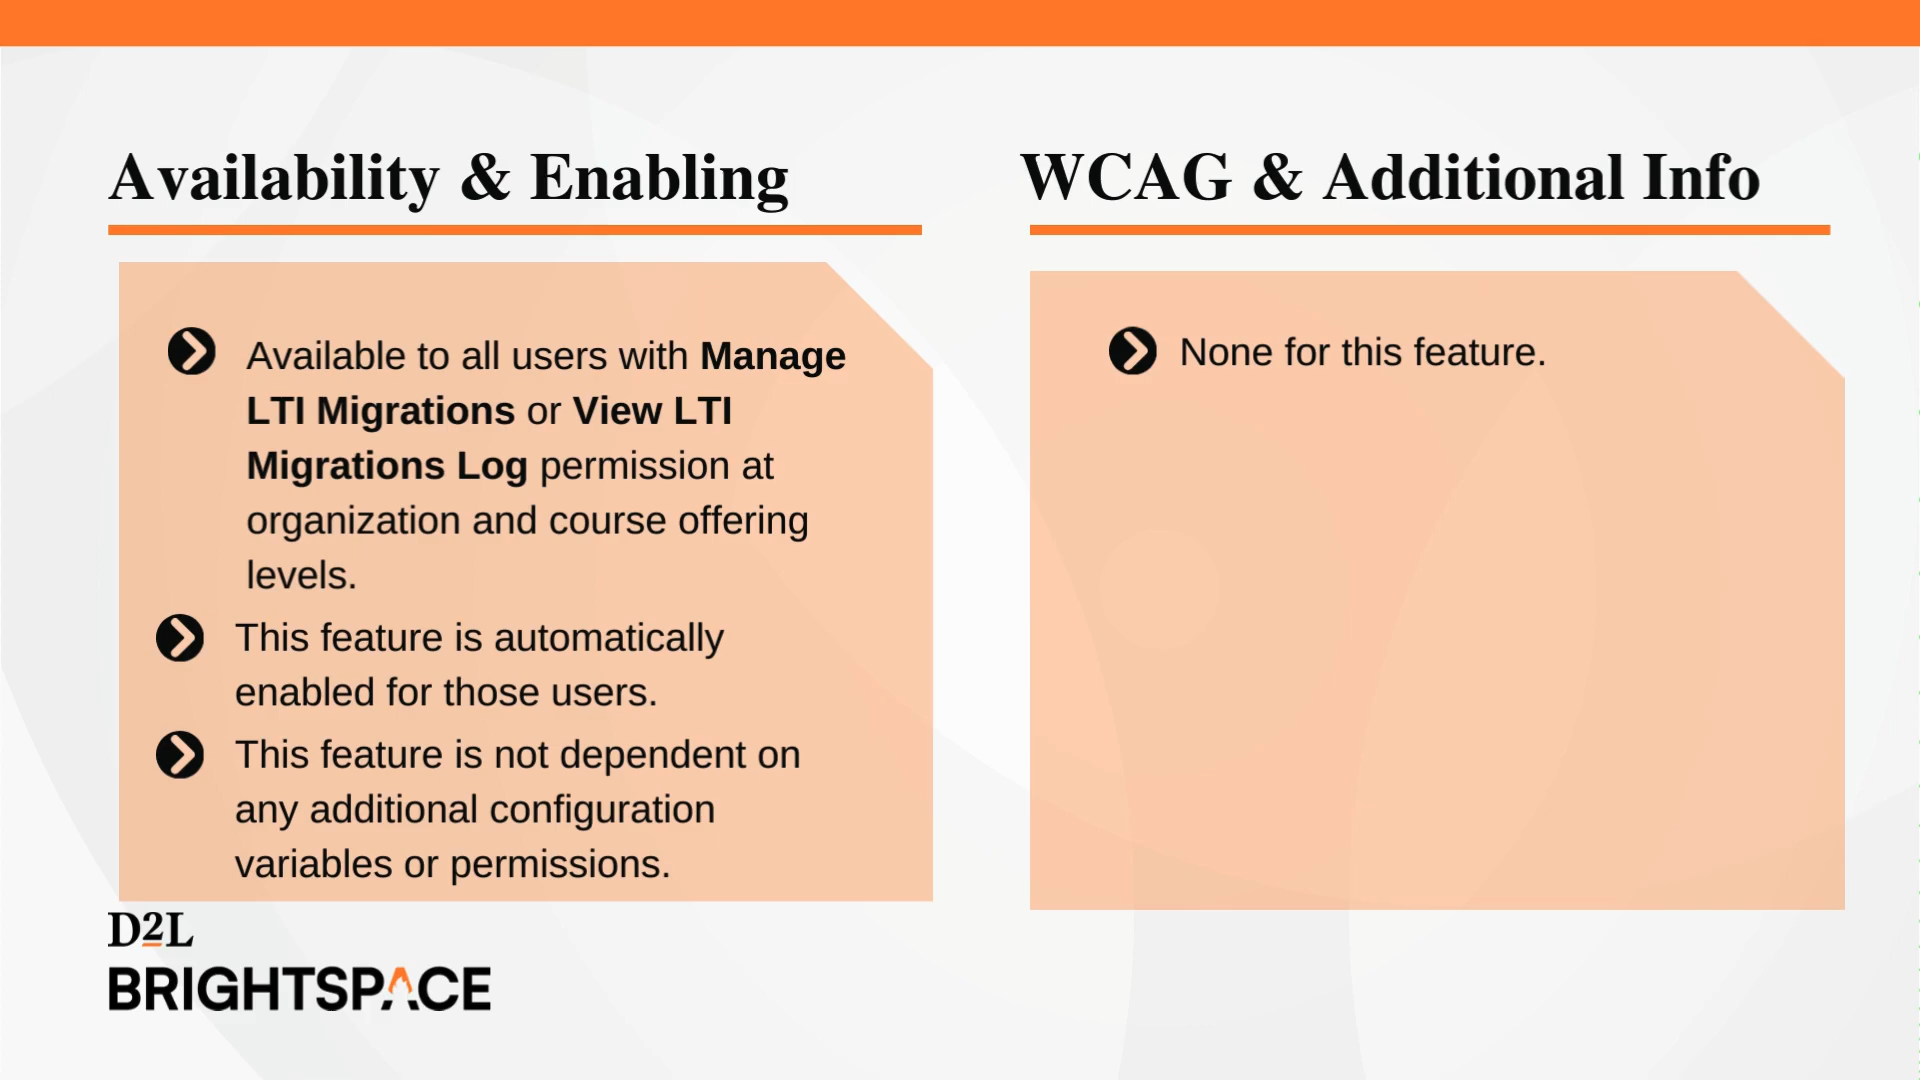 Availability & Enabling
Available to all users with Manage
LTI Migrations or View LTI
Migrations Log permission at
organization and course offering
levels.
This feature is automatically
enabled for those users.
This feature is not dependent on
any additional configuration
variables or permissions.
WCAG & Additional Info
None for this feature.
D2L
BRIGHTSPACE